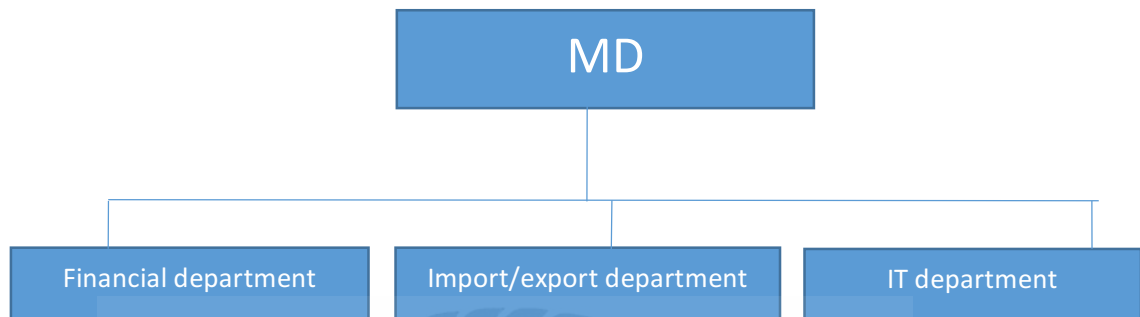 MD
Financial department
Import/export department
IT department